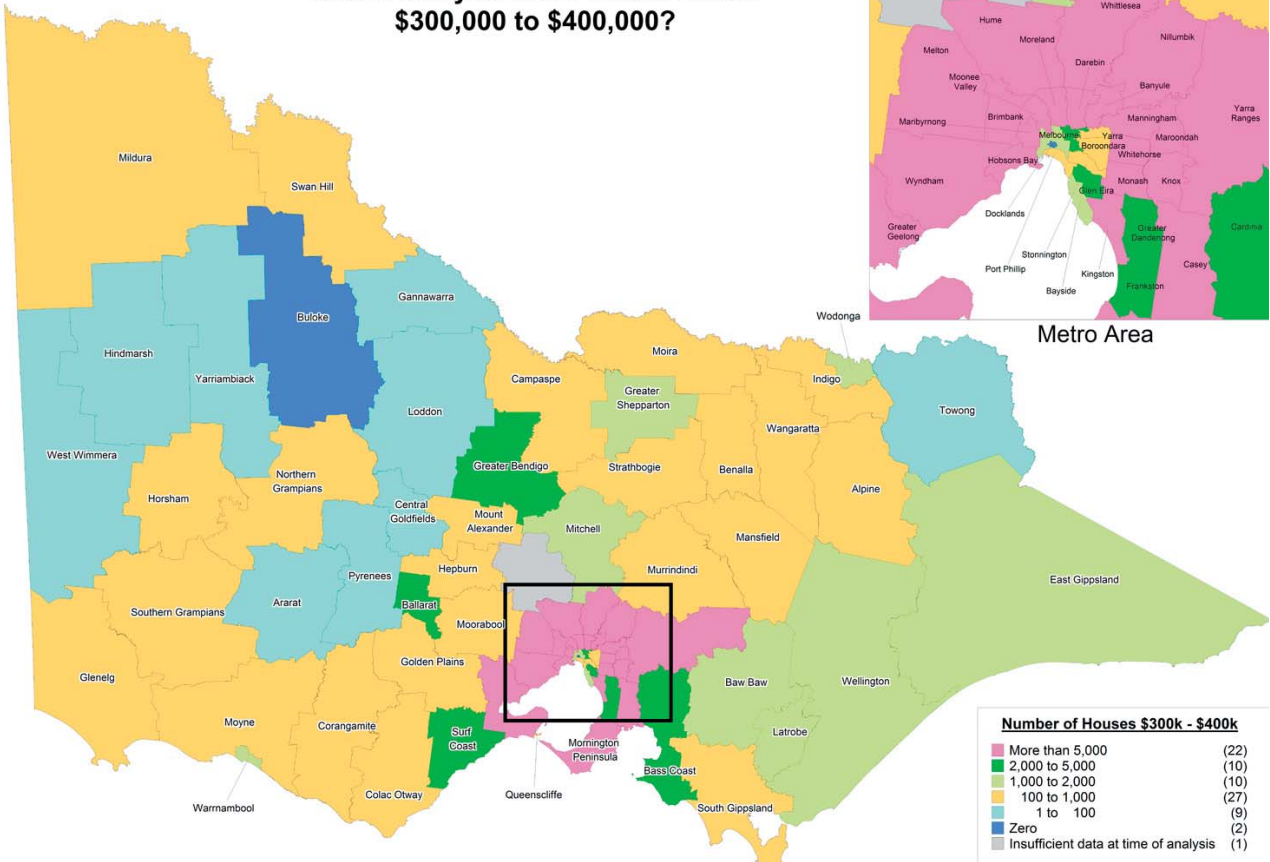 $300,000 to $400,000?
Whittlesea
Hume
Moreland
Nillumbik
Melton
Darebin
Moonee
Valley
Banyule
Yarra
Ranges
Maribyrnong
Brimbank
Manningham
Melbourne
Yarra
Maroondah
Boroondara
Whitehorse
Hobsons Bay
Wyndham
Monash
Knox
Glen Eira
Docklands
Greater
Geelong
Greater
Dandenong
Cardinia
Stonnington
Port Phillip
Kingston
Casey
Bayside
Frankston
Metro Area
Mildura
Swan Hill
Gannawarra
Buloke
Wodonga
Hindmarsh
Yarriambiack
Moira
Indigo
Campaspe
Greater
Shepparton
Loddon
Towong
Wangaratta
West Wimmera
Greater Bendigo
Strathbogie
Benalla
Northern
Grampians
Horsham
Alpine
Central
Goldfields
Mount
Alexander
Mitchell
Mansfield
Hepburn
Murrindindi
Pyrenees
East Gippsland
Ararat
Ballarat
Southern Grampians
Moorabool
Golden Plains
Glenelg
Baw Baw
Wellington
Moyne
Corangamite
Surf
Coast
Latrobe
Mornington
Peninsula
Bass Coast
Colac Otway
Queenscliffe
Warrnambool
South Gippsland
Number of Houses $300k - $400k
More than 5,000 (22)
2,000 to 5,000 (10)
1,000 to 2,000 (10)
100 to 1,000 (27)
1 to 100 (9)
Zero (2)
Insufficient data at time of analysis (1)